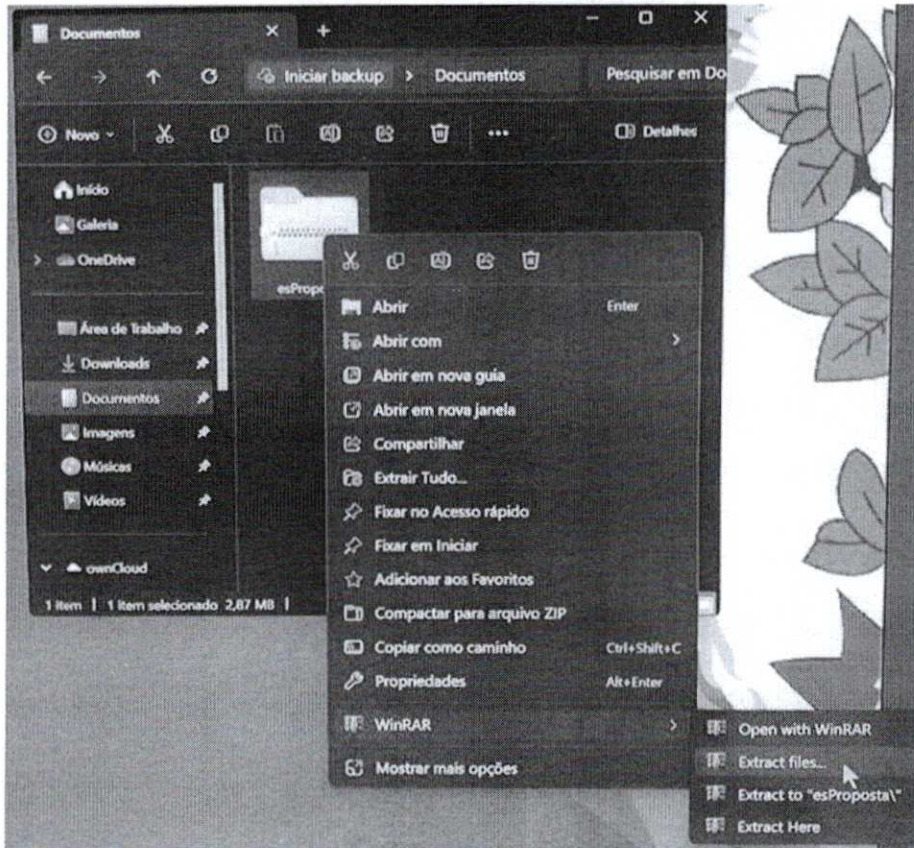 Documentos
Iniciar backup > Documentos
Pesquisar em Do
Novo
Detalhes
Início
Galeria
OneDrive
Área de Trabalho
Downloads
Documentos
Imagens
Músicas
Vídeos
ownCloud
1 item | 1 item selecionado 2,87 MB |
esPropo
Abrir Enter
Abrir com
Abrir em nova guia
Abrir em nova janela
Compartilhar
Extrair Tudo...
Fixar no Acesso rápido
Fixar em Iniciar
Adicionar aos Favoritos
Compactar para arquivo ZIP
Copiar como caminho Ctrl+Shift+C
Propriedades Alt+Enter
WinRAR
Mostrar mais opções
Open with WinRAR
Extract files...
Extract to "esProposta\"
Extract Here